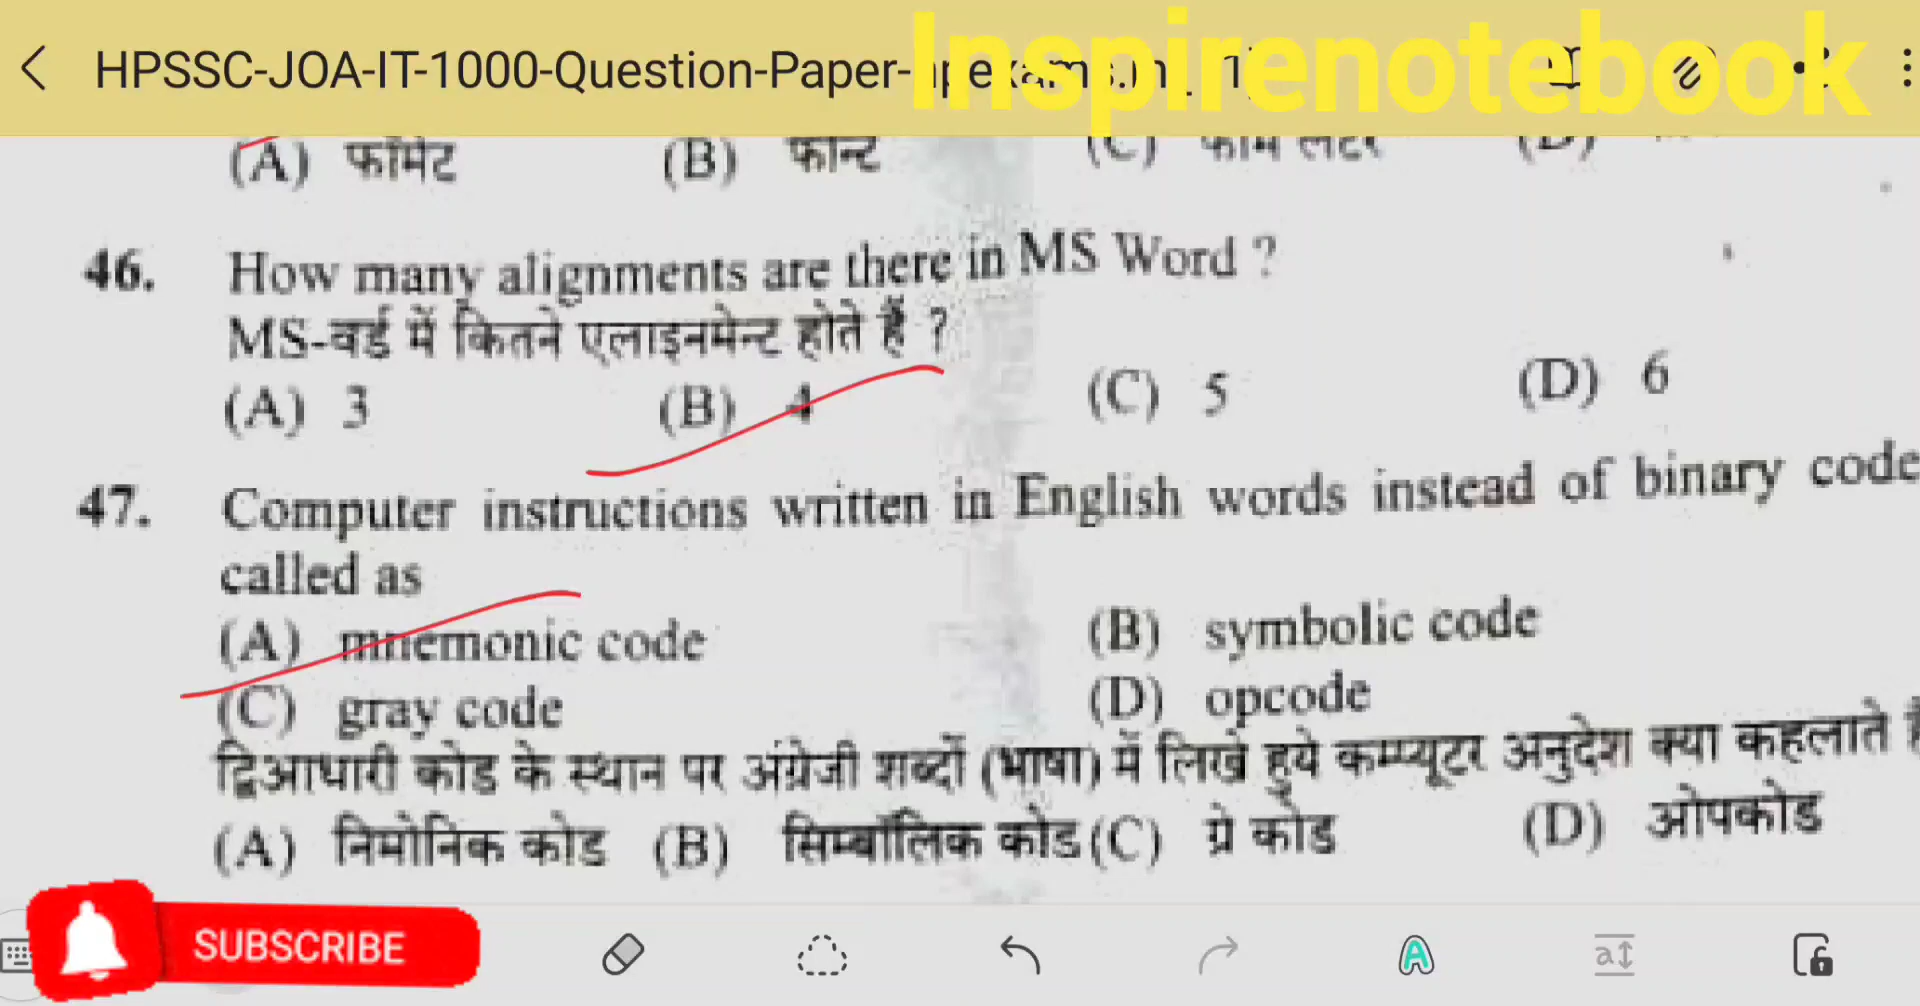 HPSSC-JOA-IT-1000-Question-Paper-
Inspirenotebook
(A) फॉर्मेट (B) फॉन्ट (C) फॉर्म लेटर (D)
46. How many alignments are there in MS Word ?
MS-वर्ड में कितने एलाइनमेन्ट होते हैं ?
(A) 3 (B) 4 (C) 5 (D) 6
47. Computer instructions written in English words instead of binary code
called as
(A) mnemonic code (B) symbolic code
(C) gray code (D) opcode
द्विआधारी कोड के स्थान पर अंग्रेजी शब्दों (भाषा) में लिखे हुये कम्प्यूटर अनुदेश क्या कहलाते
(A) निमोनिक कोड (B) सिम्बॉलिक कोड (C) ग्रे कोड (D) ओपकोड
SUBSCRIBE